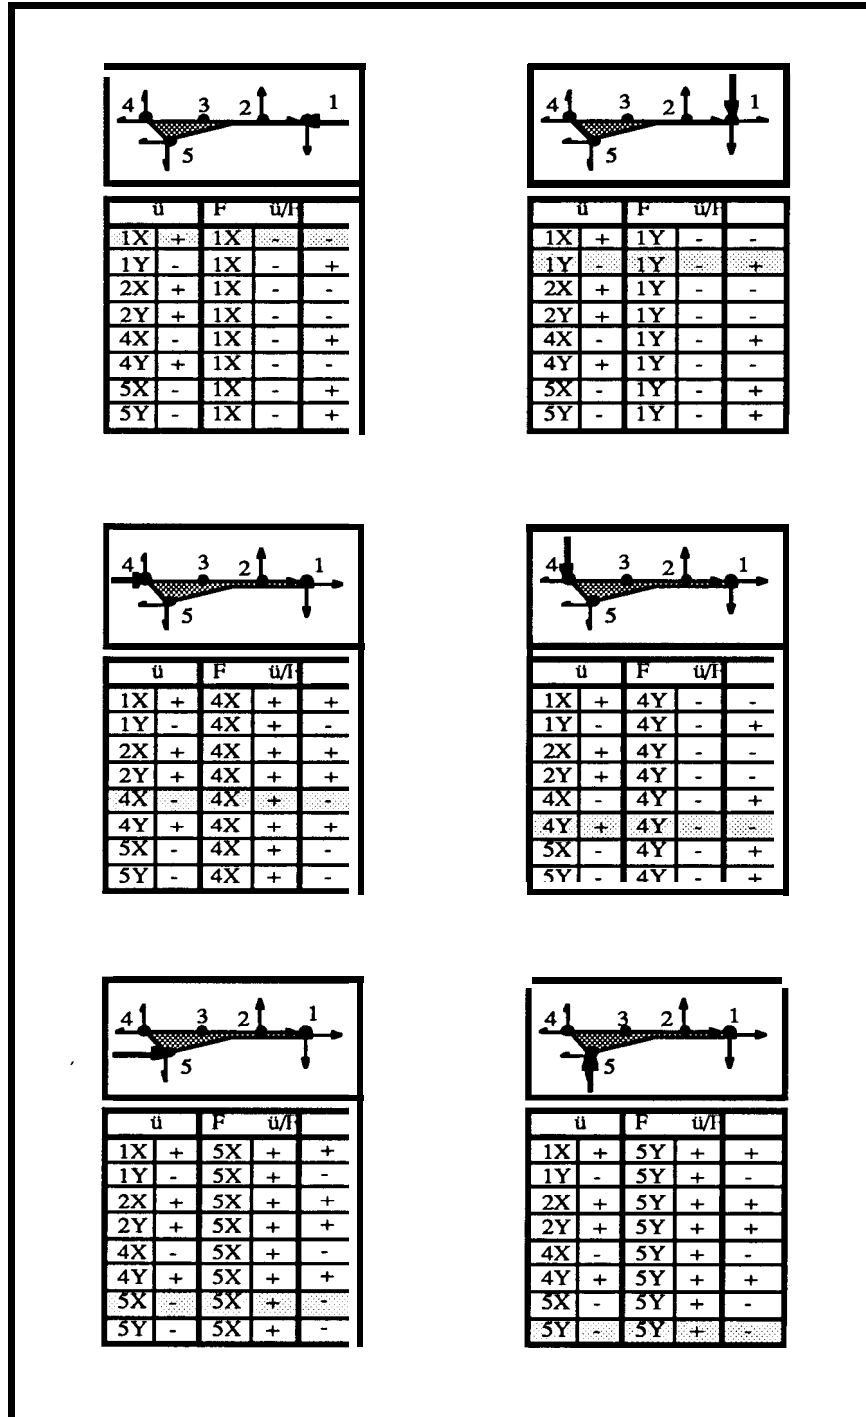 4 3 2 1
5
ü F ü/F
1X + 1X - -
1Y - 1X - +
2X + 1X - -
2Y + 1X - -
4X - 1X - +
4Y + 1X - -
5X - 1X - +
5Y - 1X - +
4 3 2 1
5
ü F ü/F
1X + 1Y - -
1Y - 1Y - +
2X + 1Y - -
2Y + 1Y - -
4X - 1Y - +
4Y + 1Y - -
5X - 1Y - +
5Y - 1Y - +
4 3 2 1
5
ü F ü/F
1X + 4X + +
1Y - 4X + -
2X + 4X + +
2Y + 4X + +
4X - 4X + -
4Y + 4X + +
5X - 4X + -
5Y - 4X + -
4 3 2 1
5
ü F ü/F
1X + 4Y - -
1Y - 4Y - +
2X + 4Y - -
2Y + 4Y - -
4X - 4Y - +
4Y + 4Y - -
5X - 4Y - +
5Y - 4Y - +
4 3 2 1
5
ü F ü/F
1X + 5X + +
1Y - 5X + -
2X + 5X + +
2Y + 5X + +
4X - 5X + -
4Y + 5X + +
5X - 5X + -
5Y - 5X + -
4 3 2 1
5
ü F ü/F
1X + 5Y + +
1Y - 5Y + -
2X + 5Y + +
2Y + 5Y + +
4X - 5Y + -
4Y + 5Y + +
5X - 5Y + -
5Y - 5Y + -